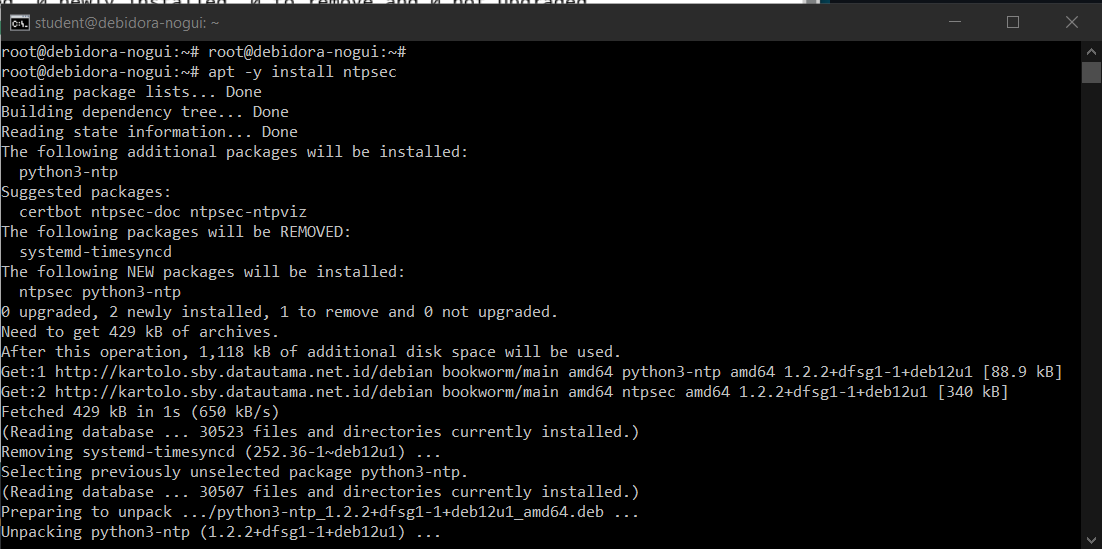 0 newly installed, 0 to remove and 0 not upgraded
student@debidora-nogui: ~
root@debidora-nogui:~# root@debidora-nogui:~#
root@debidora-nogui:~# apt -y install ntpsec
Reading package lists... Done
Building dependency tree... Done
Reading state information... Done
The following additional packages will be installed:
  python3-ntp
Suggested packages:
  certbot ntpsec-doc ntpsec-ntpviz
The following packages will be REMOVED:
  systemd-timesyncd
The following NEW packages will be installed:
  ntpsec python3-ntp
0 upgraded, 2 newly installed, 1 to remove and 0 not upgraded.
Need to get 429 kB of archives.
After this operation, 1,118 kB of additional disk space will be used.
Get:1 http://kartolo.sby.datautama.net.id/debian bookworm/main amd64 python3-ntp amd64 1.2.2+dfsg1-1+deb12u1 [88.9 kB]
Get:2 http://kartolo.sby.datautama.net.id/debian bookworm/main amd64 ntpsec amd64 1.2.2+dfsg1-1+deb12u1 [340 kB]
Fetched 429 kB in 1s (650 kB/s)
(Reading database ... 30523 files and directories currently installed.)
Removing systemd-timesyncd (252.36-1~deb12u1) ...
Selecting previously unselected package python3-ntp.
(Reading database ... 30507 files and directories currently installed.)
Preparing to unpack .../python3-ntp_1.2.2+dfsg1-1+deb12u1_amd64.deb ...
Unpacking python3-ntp (1.2.2+dfsg1-1+deb12u1) ...